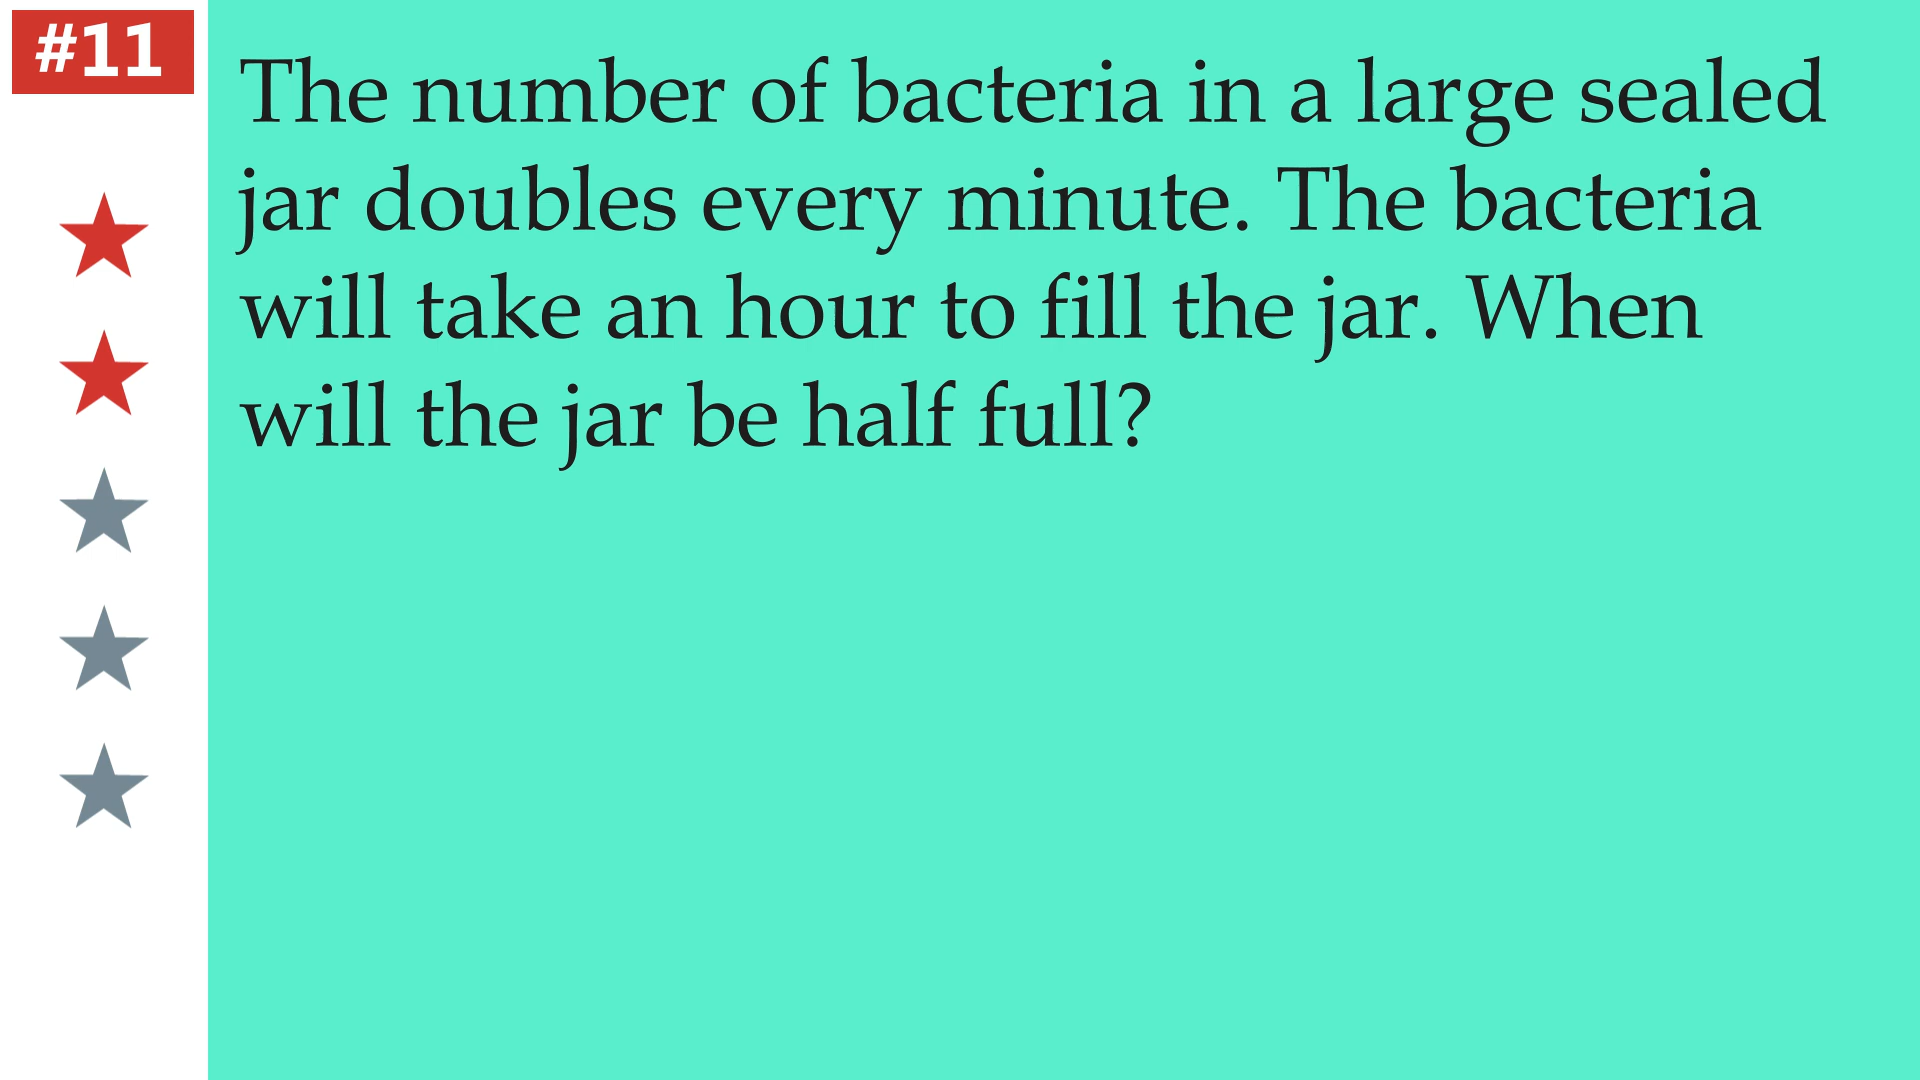 #11
The number of bacteria in a large sealed
jar doubles every minute. The bacteria
will take an hour to fill the jar. When
will the jar be half full?